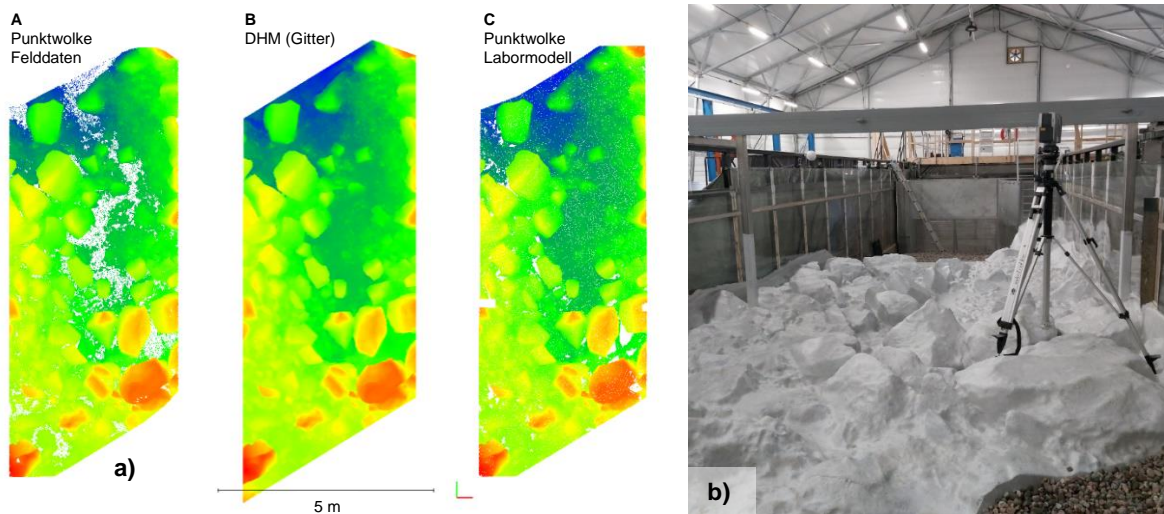 A
Punktwolke
Felddaten
B
DHM (Gitter)
C
Punktwolke
Labormodell
a)
5 m
b)